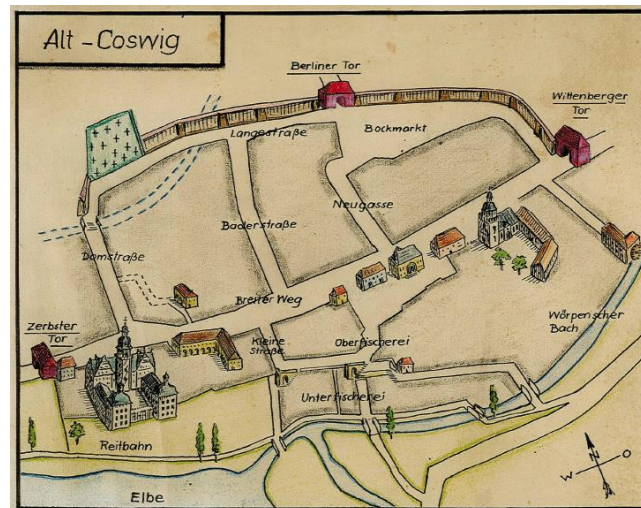 Alt - Coswig
Berliner Tor
Wittenberger
Tor
Langestraße
Bockmarkt
Neugasse
Baderstraße
Domstraße
Breiter Weg
Zerbster
Tor
Kleine
Straße
Oberfischerei
Wörpenscher
Bach
Unterfischerei
Reitbahn
Elbe
N
W
O